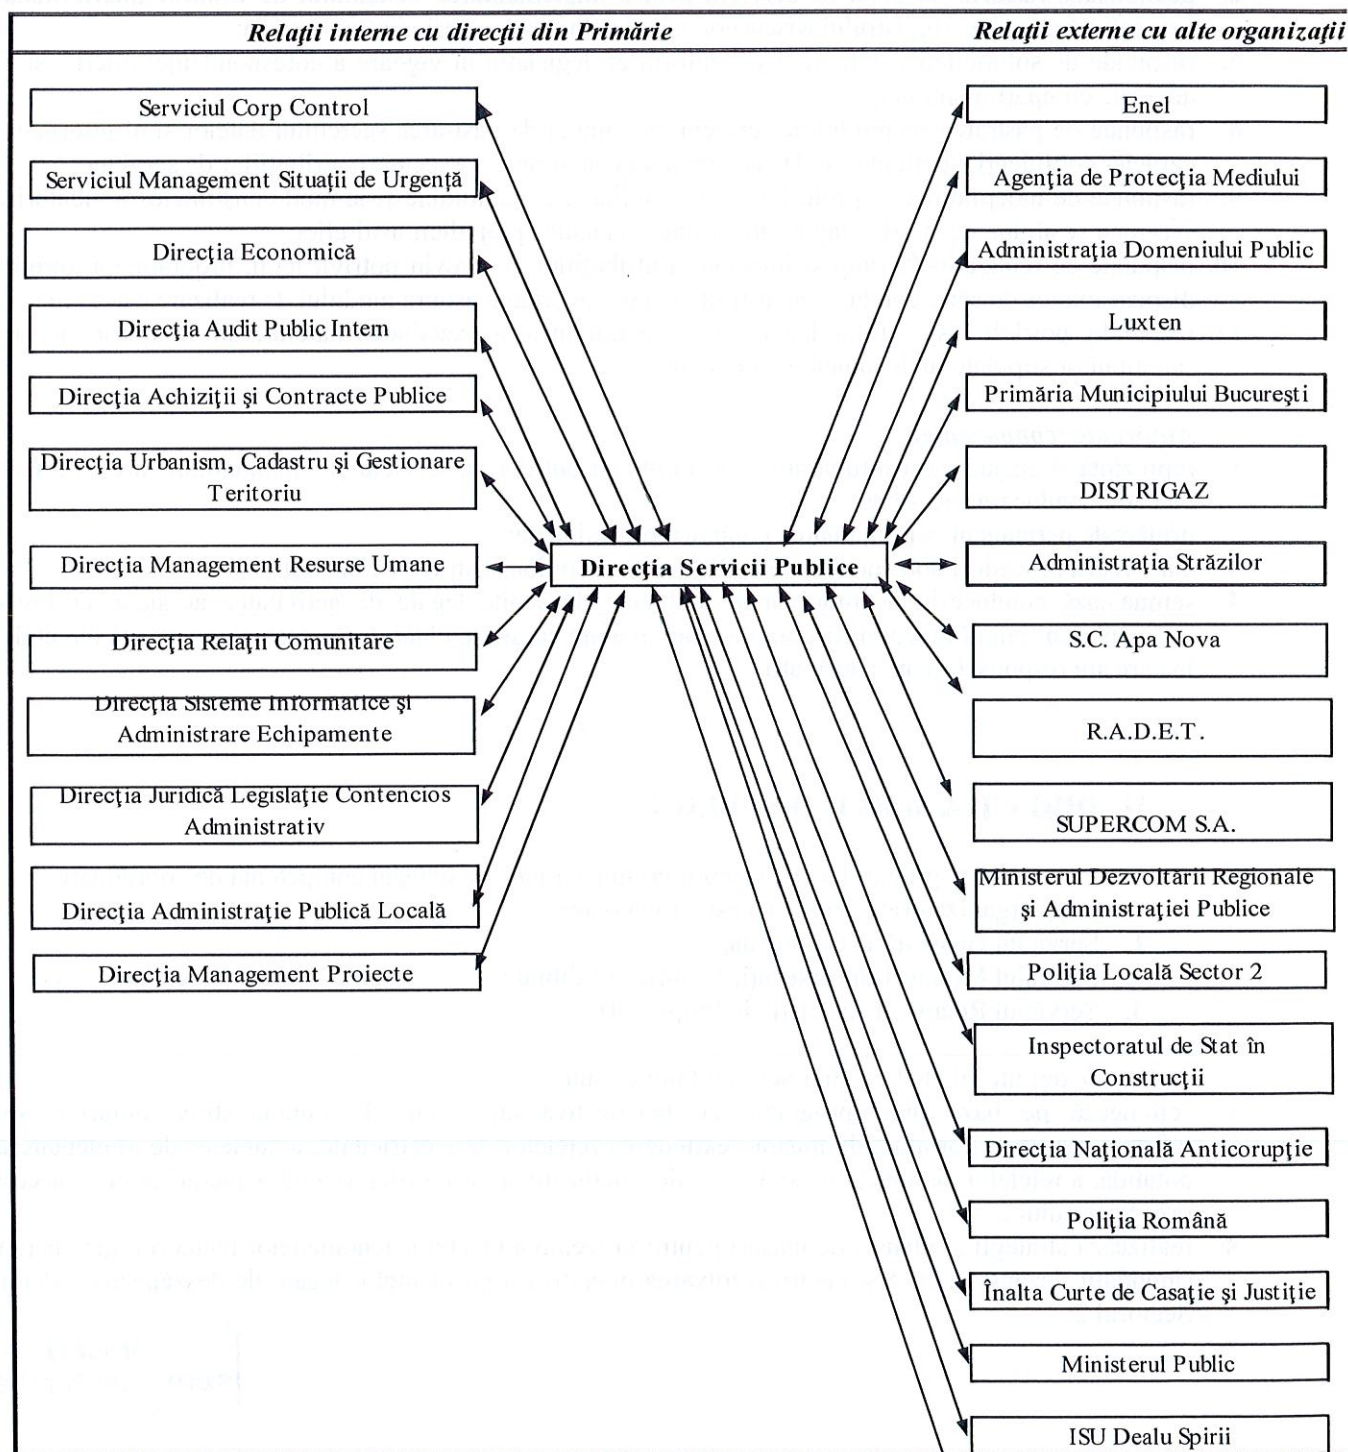 Relaţii interne cu direcţii din Primărie
Relaţii externe cu alte organizaţii
Serviciul Corp Control
Serviciul Management Situaţii de Urgenţă
Direcţia Economică
Direcţia Audit Public Intern
Direcţia Achiziţii şi Contracte Publice
Direcţia Urbanism, Cadastru şi Gestionare
Teritoriu
Direcţia Management Resurse Umane
Direcţia Relaţii Comunitare
Direcţia Sisteme Informatice şi
Administrare Echipamente
Direcţia Juridică Legislaţie Contencios
Administrativ
Direcţia Administraţie Publică Locală
Direcţia Management Proiecte
Direcţia Servicii Publice
Enel
Agenţia de Protecţia Mediului
Administraţia Domeniului Public
Luxten
Primăria Municipiului Bucureşti
DISTRIGAZ
Administraţia Străzilor
S.C. Apa Nova
R.A.D.E.T.
SUPERCOM S.A.
Ministerul Dezvoltării Regionale
şi Administraţiei Publice
Poliţia Locală Sector 2
Inspectoratul de Stat în
Construcţii
Direcţia Naţională Anticorupţie
Poliţia Română
Înalta Curte de Casaţie şi Justiţie
Ministerul Public
ISU Dealu Spirii